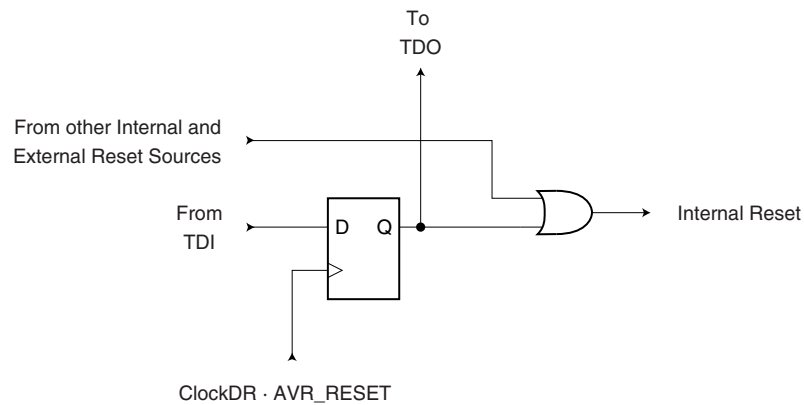 To
TDO
From other Internal and
External Reset Sources
From
TDI
D Q
Internal Reset
ClockDR · AVR_RESET